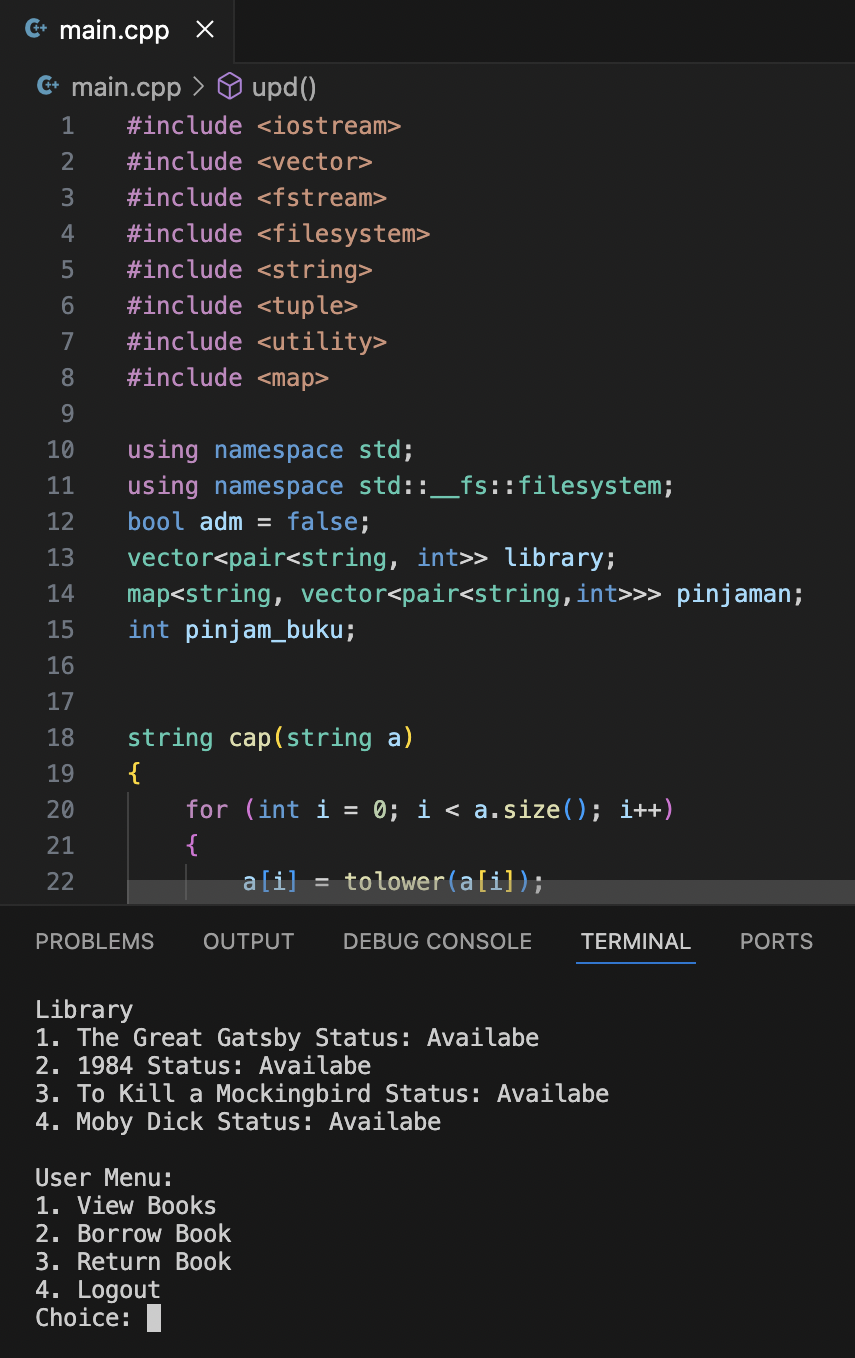 main.cpp
main.cpp > upd()
1 #include <iostream>
2 #include <vector>
3 #include <fstream>
4 #include <filesystem>
5 #include <string>
6 #include <tuple>
7 #include <utility>
8 #include <map>
9
10 using namespace std;
11 using namespace std::__fs::filesystem;
12 bool adm = false;
13 vector<pair<string, int>> library;
14 map<string, vector<pair<string,int>>> pinjaman;
15 int pinjam_buku;
16
17
18 string cap(string a)
19 {
20     for (int i = 0; i < a.size(); i++)
21     {
22         a[i] = tolower(a[i]);
PROBLEMS OUTPUT DEBUG CONSOLE TERMINAL PORTS
Library
1. The Great Gatsby Status: Availabe
2. 1984 Status: Availabe
3. To Kill a Mockingbird Status: Availabe
4. Moby Dick Status: Availabe
User Menu:
1. View Books
2. Borrow Book
3. Return Book
4. Logout
Choice: